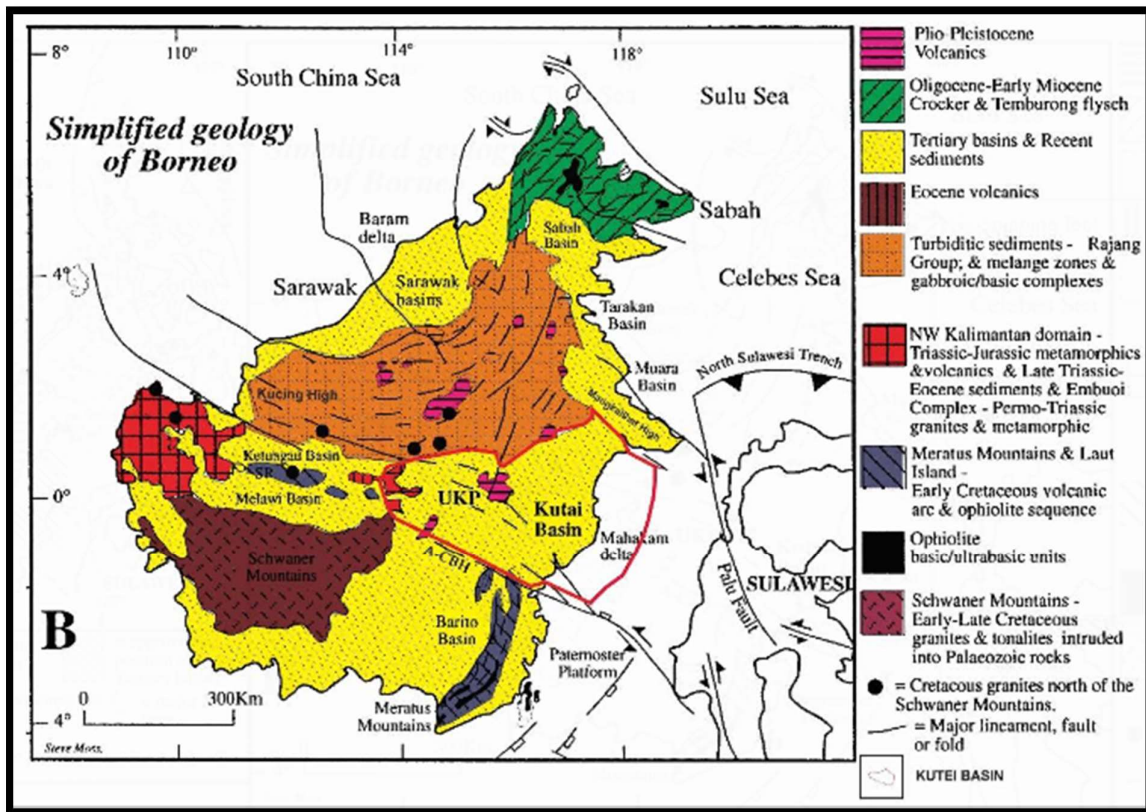 110°
114°
118°
8°
4°
0°
4°
South China Sea
Sulu Sea
Simplified geology
of Borneo
Sabah
Baram
delta
Sabah
Basin
Celebes Sea
Sarawak
Sarawak
basins
Tarakan
Basin
North Sulawesi Trench
Muara
Basin
Kucing High
Mangkalihat High
Ketungau Basin
SR
Melawi Basin
UKP
Kutai
Basin
Mahakam
delta
Schwaner
Mountains
A-CBH
SULAWESI
Palu Fault
B
Barito
Basin
Paternoster
Platform
0
300Km
Meratus
Mountains
Steve Moss.
Plio-Pleistocene
Volcanics
Oligocene-Early Miocene
Crocker & Temburong flysch
Tertiary basins & Recent
sediments
Eocene volcanics
Turbiditic sediments - Rajang
Group; & melange zones &
gabbroic/basic complexes
NW Kalimantan domain -
Triassic-Jurassic metamorphics
&volcanics & Late Triassic-
Eocene sediments & Embuoi
Complex - Permo-Triassic
granites & metamorphic
Meratus Mountains & Laut
Island -
Early Cretaceous volcanic
arc & ophiolite sequence
Ophiolite
basic/ultrabasic units
Schwaner Mountains -
Early-Late Cretaceous
granites & tonalites intruded
into Palaeozoic rocks
= Cretacous granites north of the
Schwaner Mountains.
= Major lineament, fault
or fold
KUTEI BASIN